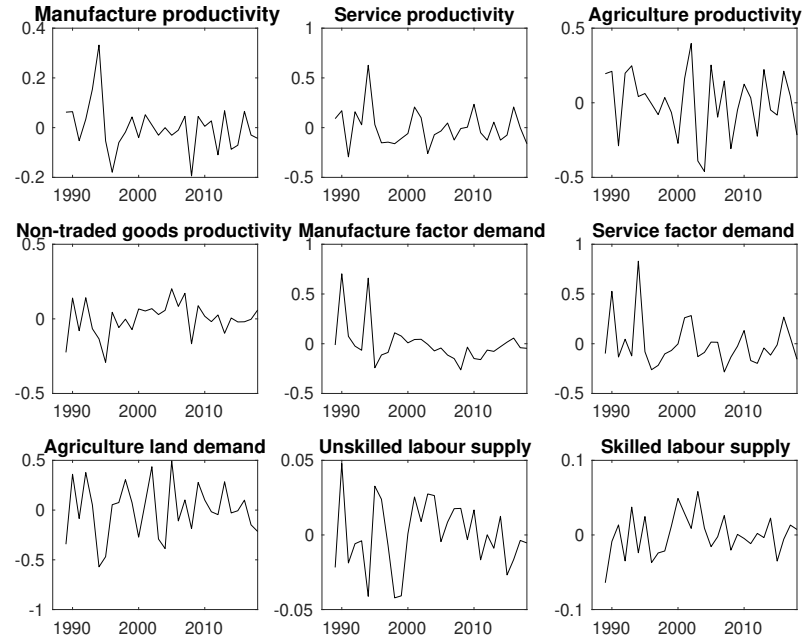 Manufacture productivity
0.4
0.2
0
-0.2
1990 2000 2010
Service productivity
1
0.5
0
-0.5
1990 2000 2010
Agriculture productivity
0.5
0
-0.5
1990 2000 2010
Non-traded goods productivity
0.5
0
-0.5
1990 2000 2010
Manufacture factor demand
1
0.5
0
-0.5
1990 2000 2010
Service factor demand
1
0.5
0
-0.5
1990 2000 2010
Agriculture land demand
0.5
0
-0.5
-1
1990 2000 2010
Unskilled labour supply
0.05
0
-0.05
1990 2000 2010
Skilled labour supply
0.1
0
-0.1
1990 2000 2010